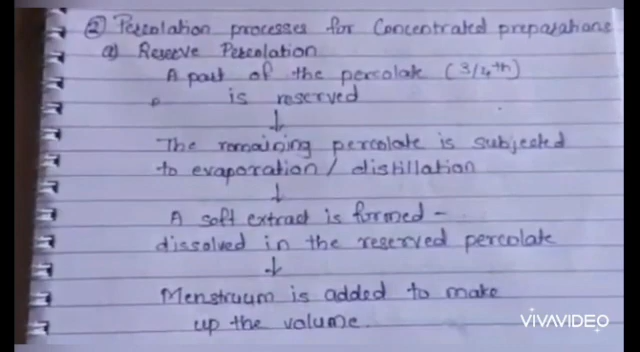 ② Percolation processes for Concentrated preparations
a) Reserve Percolation
A part of the percolate (3/4th)
is reserved
↓
The remaining percolate is subjected
to evaporation / distillation
↓
A soft extract is formed -
dissolved in the reserved percolate
↓
Menstruum is added to make
up the volume.
VIVAVIDEO